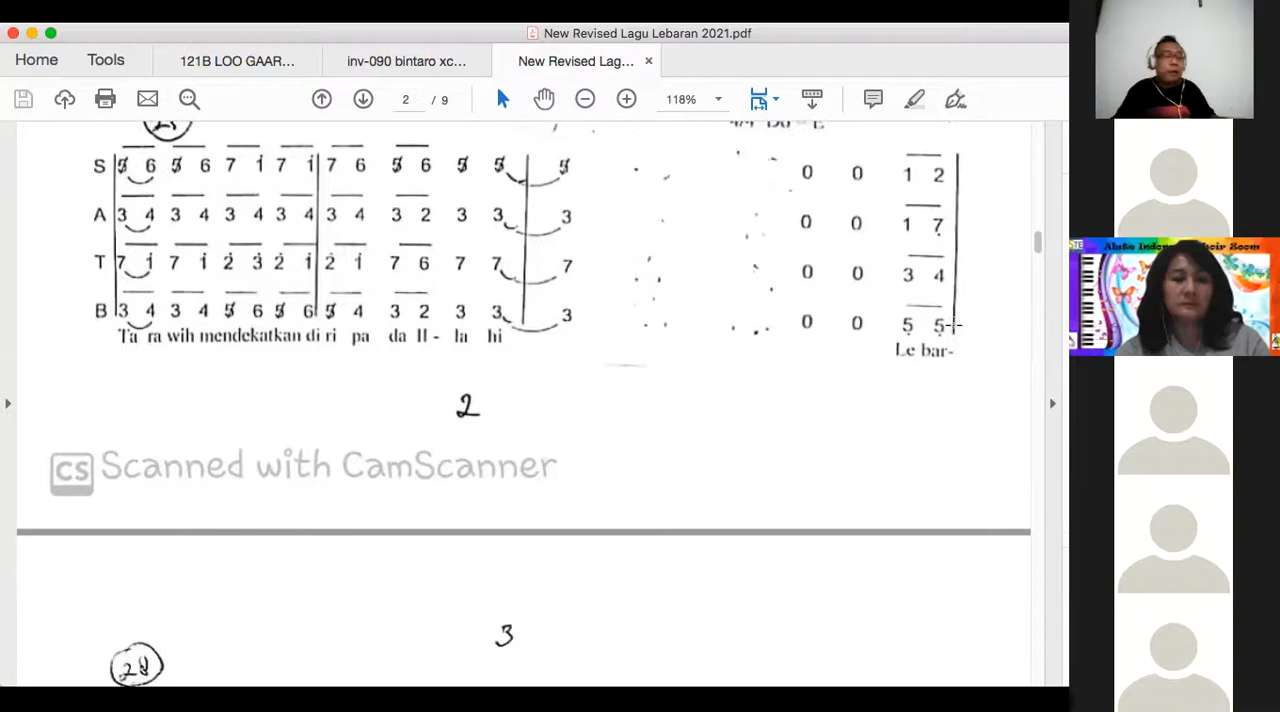 New Revised Lagu Lebaran 2021.pdf
Home Tools 121B LOO GAAR... inv-090 bintaro xc... New Revised Lag... ×
2 / 9 118%
S 5 6 5 6 7 1 7 1 7 6 5 6 5 5 5 0 0 1 2
A 3 4 3 4 3 4 3 4 3 4 3 2 3 3 3 0 0 1 7
T 7 1 7 1 2 3 2 1 2 1 7 6 7 7 7 0 0 3 4
B 3 4 3 4 5 6 5 6 5 4 3 2 3 3 3 0 0 5 5
Ta ra wih mendekatkan di ri pa da Il - la hi Le bar-
2
CS Scanned with CamScanner
3
28